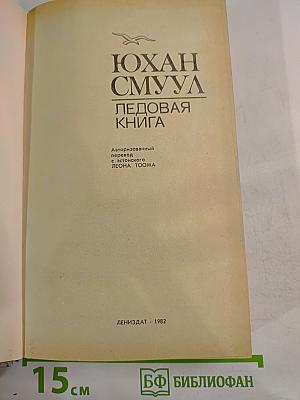 ЮХАН
СМУУЛ
ЛЕДОВАЯ
КНИГА
Авторизованный
перевод
с эстонского
ЛЕОНА ТООМА
ЛЕНИЗДАТ · 1982
15 см
БФ БИБЛИОФАН